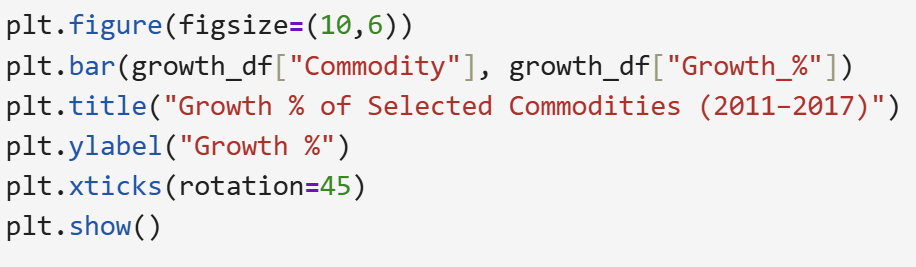 plt.figure(figsize=(10,6))
plt.bar(growth_df["Commodity"], growth_df["Growth_%"])
plt.title("Growth % of Selected Commodities (2011–2017)")
plt.ylabel("Growth %")
plt.xticks(rotation=45)
plt.show()